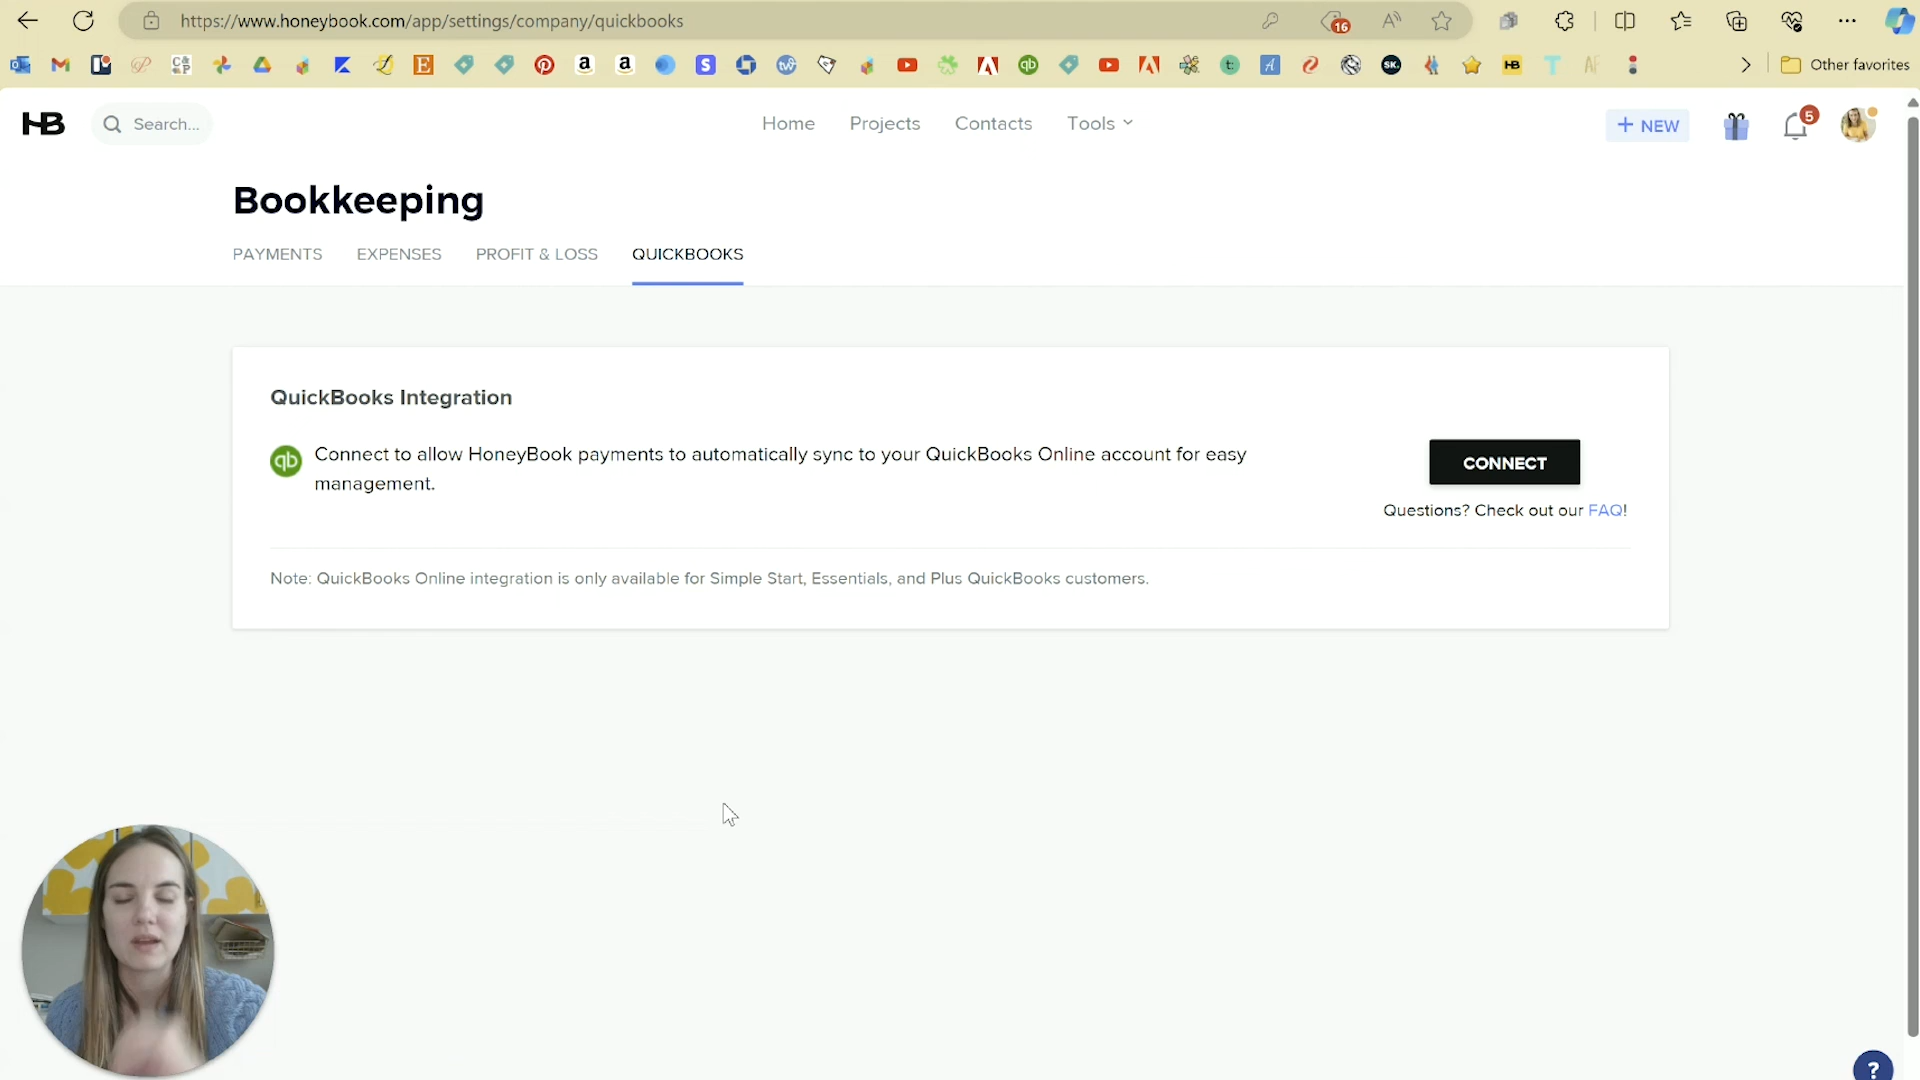 https://www.honeybook.com/app/settings/company/quickbooks
16
Other favorites
HB
Search...
Home
Projects
Contacts
Tools
+ NEW
5
Bookkeeping
PAYMENTS
EXPENSES
PROFIT & LOSS
QUICKBOOKS
QuickBooks Integration
qb
Connect to allow HoneyBook payments to automatically sync to your QuickBooks Online account for easy
management.
CONNECT
Questions? Check out our FAQ!
Note: QuickBooks Online integration is only available for Simple Start, Essentials, and Plus QuickBooks customers.
?